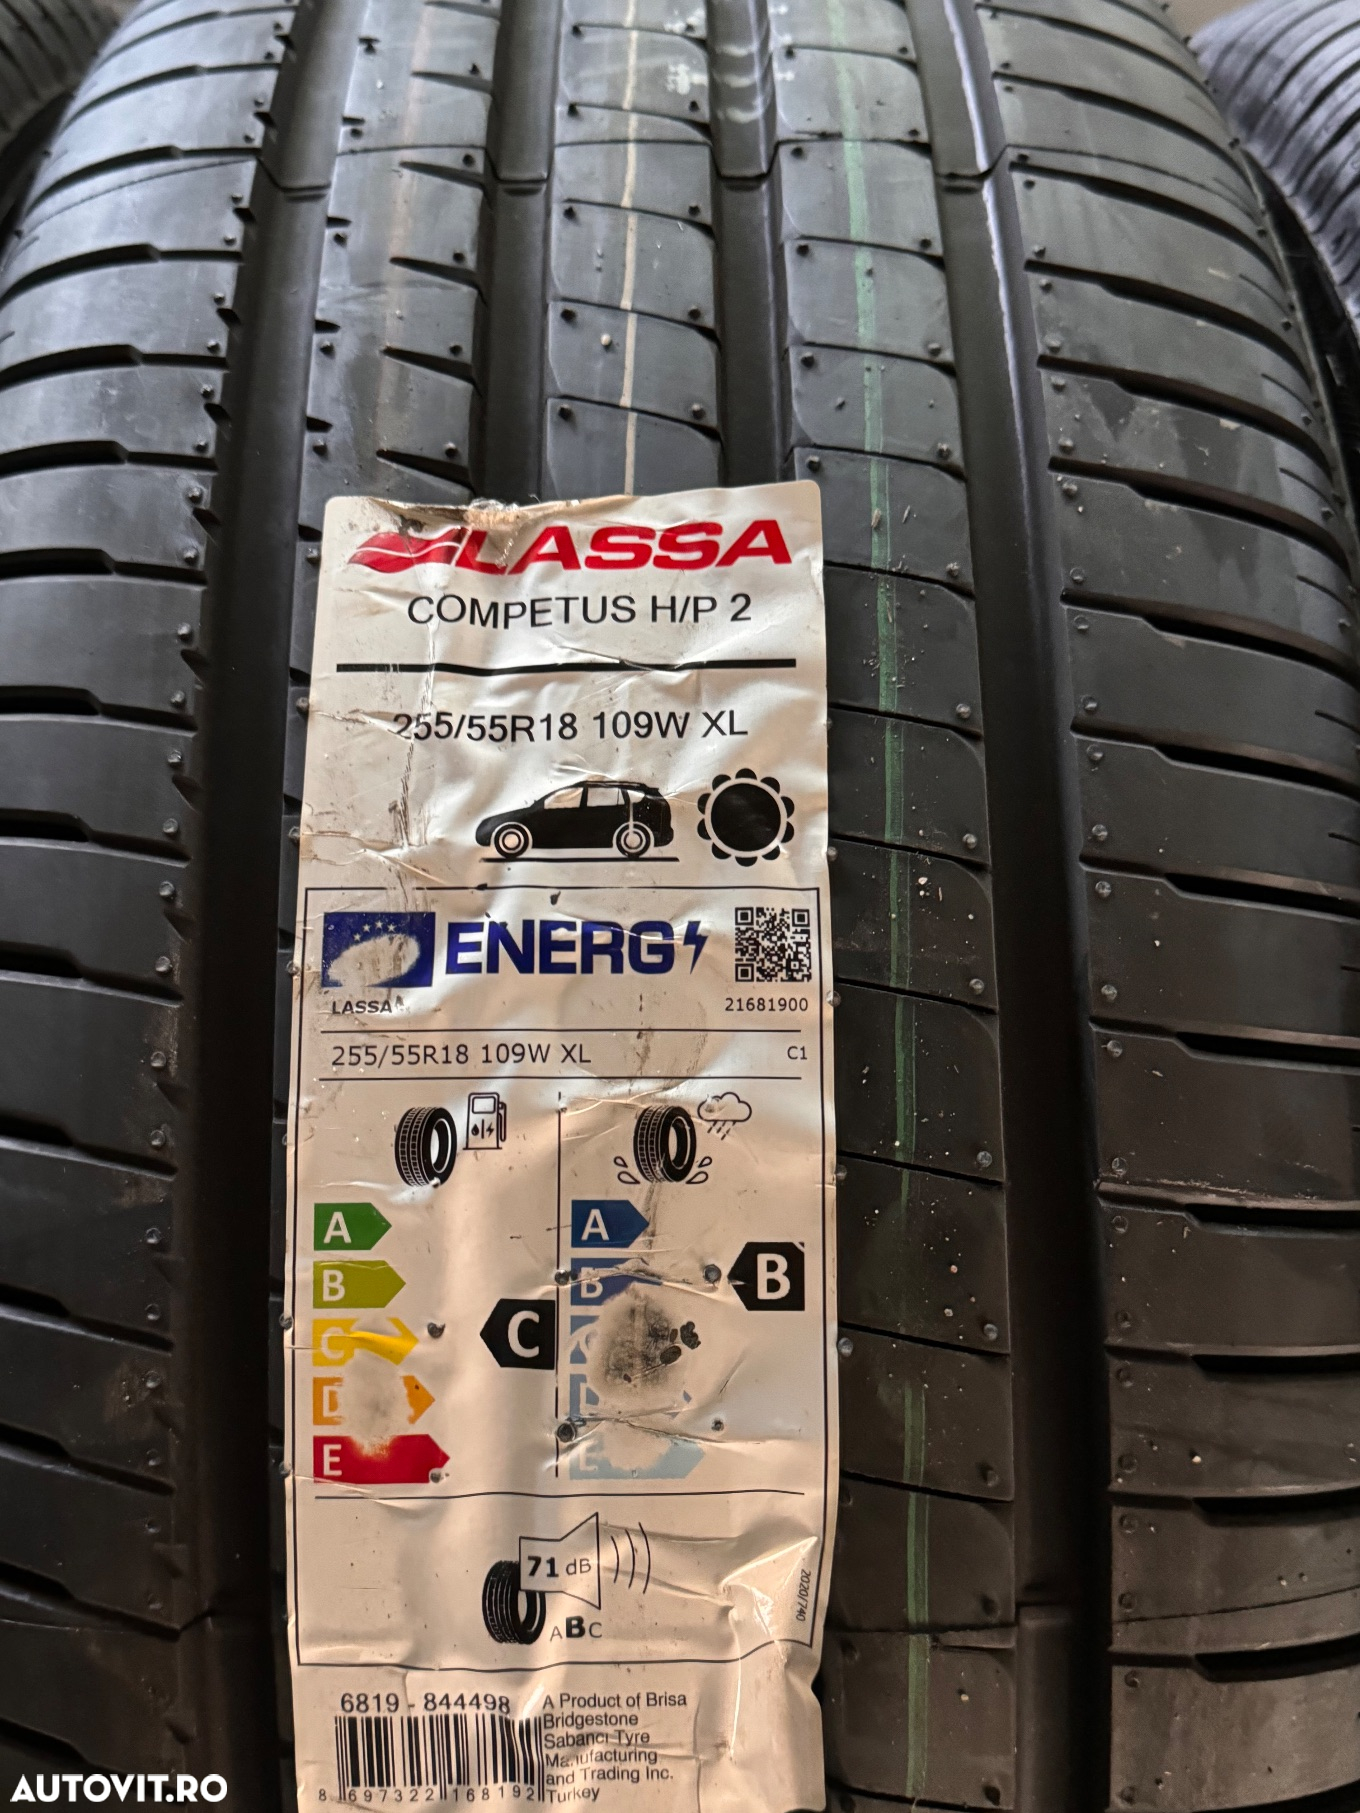 LASSA
COMPETUS H/P 2
255/55R18 109W XL
ENERG
LASSA
21681900
255/55R18 109W XL
C1
A
A
B
B
B
C
C
C
D
D
E
E
71 dB
ABC
2020/740
6819 - 844498
A Product of Brisa
Bridgestone
Sabancı Tyre
Manufacturing
and Trading Inc.
Turkey
8 697322 168192
AUTOVIT.RO